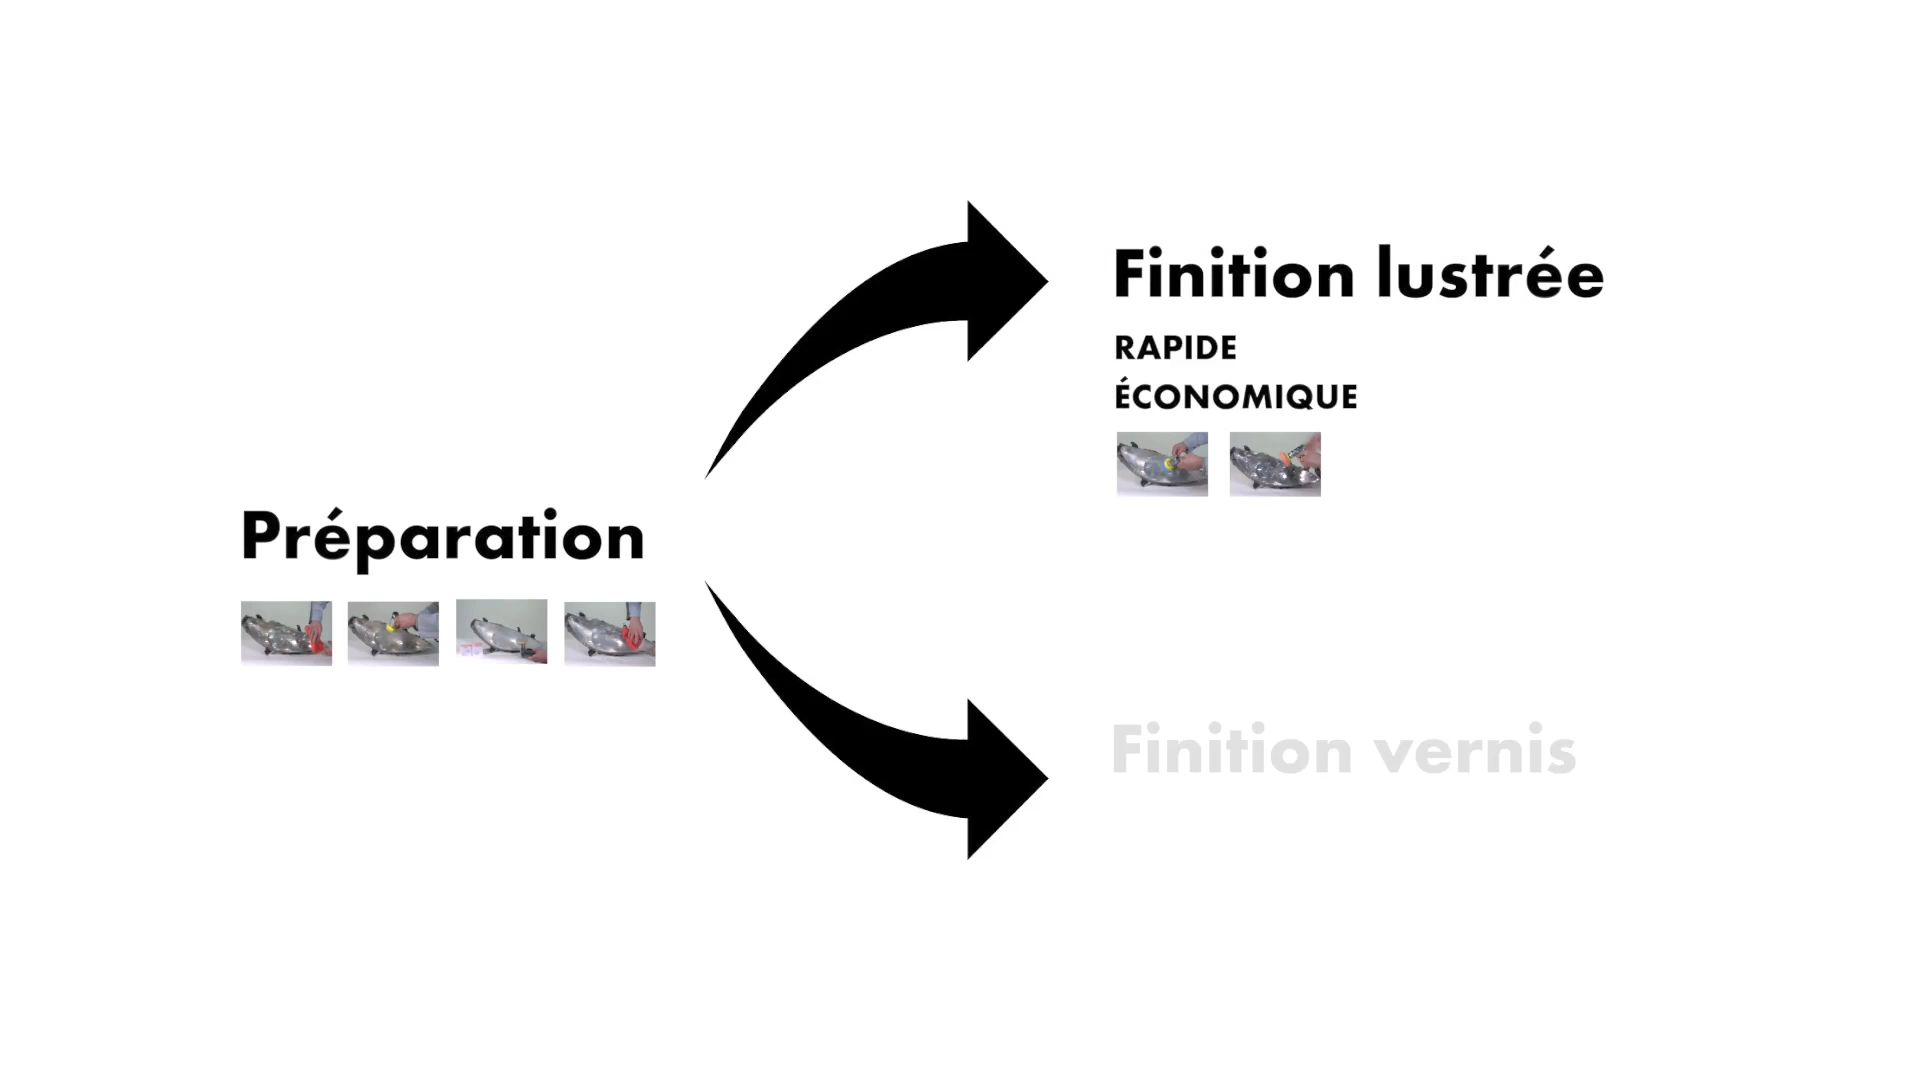 Préparation
Finition lustrée
RAPIDE
ÉCONOMIQUE
Finition vernis